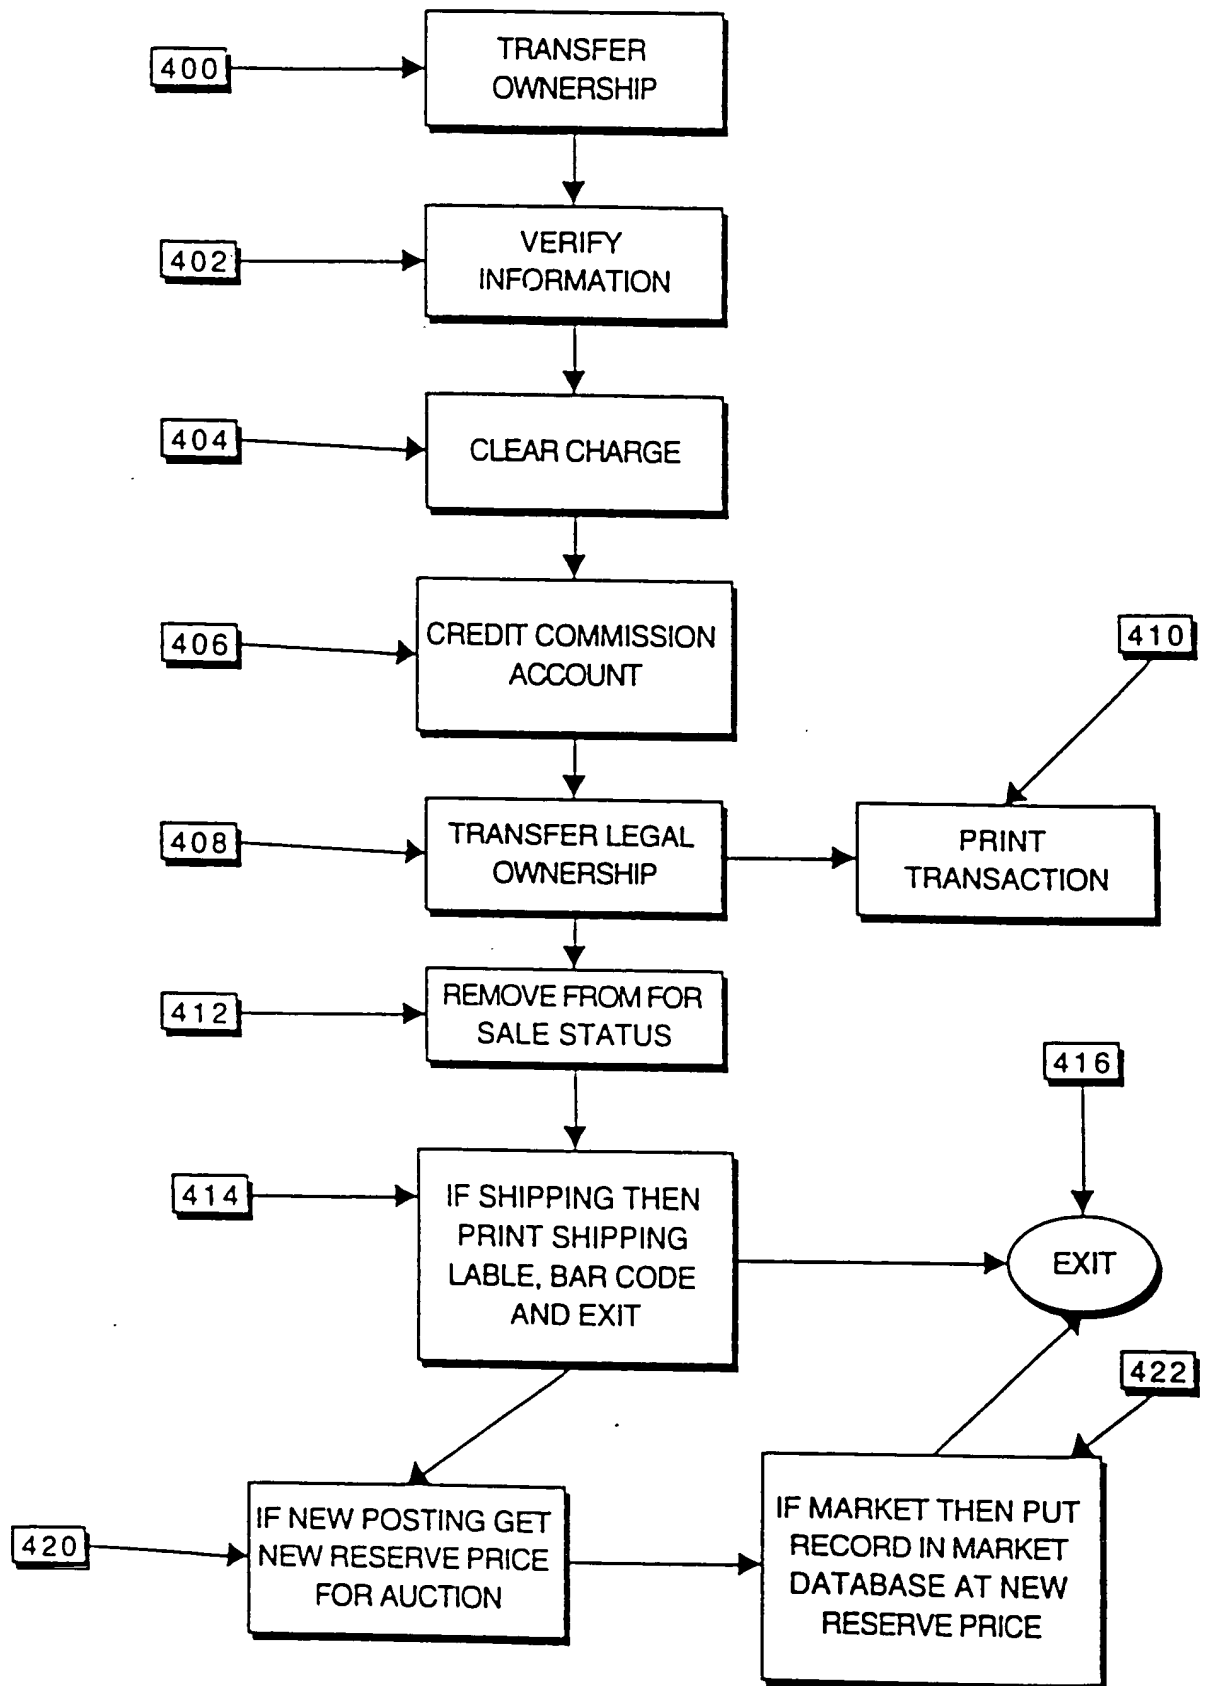 400
TRANSFER
OWNERSHIP
402
VERIFY
INFORMATION
404
CLEAR CHARGE
406
CREDIT COMMISSION
ACCOUNT
410
408
TRANSFER LEGAL
OWNERSHIP
PRINT
TRANSACTION
412
REMOVE FROM FOR
SALE STATUS
416
414
IF SHIPPING THEN
PRINT SHIPPING
LABLE, BAR CODE
AND EXIT
EXIT
422
420
IF NEW POSTING GET
NEW RESERVE PRICE
FOR AUCTION
IF MARKET THEN PUT
RECORD IN MARKET
DATABASE AT NEW
RESERVE PRICE